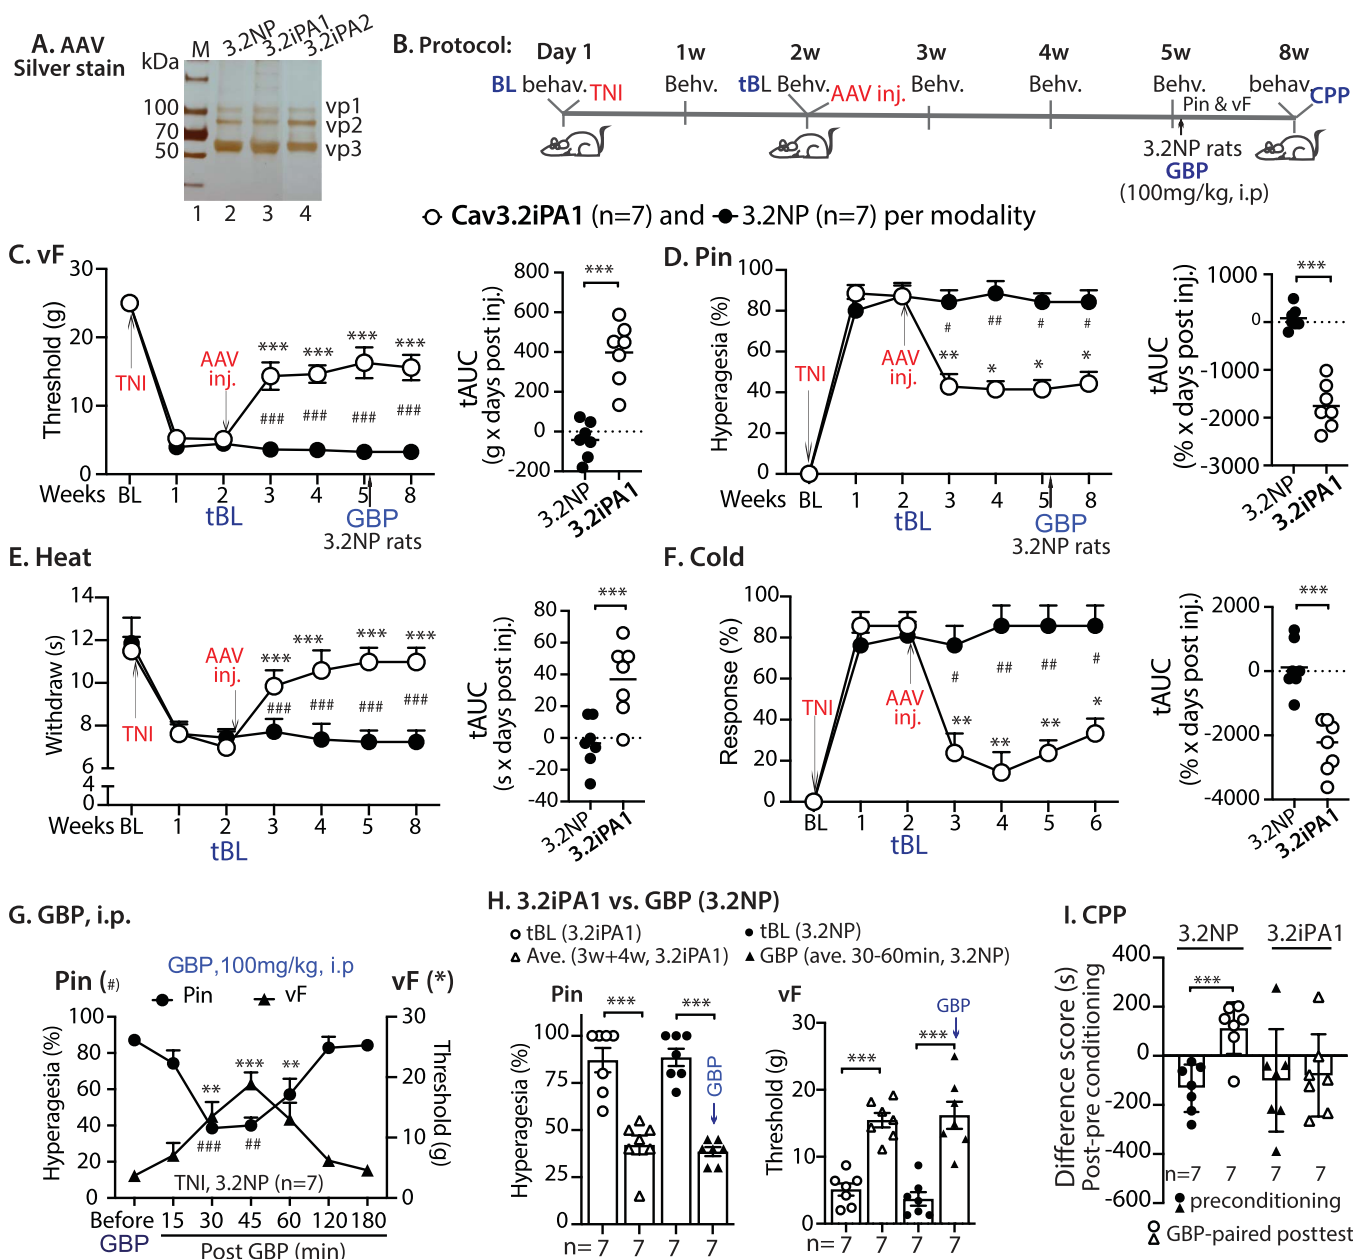 A. AAV
Silver stain
kDa
M
3.2NP
3.2iPA1
3.2iPA2
100
70
50
vp1
vp2
vp3
1 2 3 4
B. Protocol:
Day 1 1w 2w 3w 4w 5w 8w
BL behav. Behv. tBL Behv. Behv. Behv. Behv. behav.
TNI
AAV inj.
Pin & vF
CPP
3.2NP rats
GBP
(100mg/kg, i.p)
Cav3.2iPA1 (n=7) and 3.2NP (n=7) per modality
C. vF
Threshold (g)
30
20
10
0
TNI
AAV
inj.
*** *** *** ***
### ### ### ###
Weeks BL 1 2 3 4 5 8
tBL
GBP
3.2NP rats
tAUC
(g x days post inj.)
800
600
400
200
0
-200
***
3.2NP
3.2iPA1
D. Pin
Hyperagesia (%)
100
80
60
40
20
0
TNI
AAV
inj.
# ## # #
** * * *
Weeks BL 1 2 3 4 5 8
tBL
GBP
3.2NP rats
tAUC
(% x days post inj.)
1000
0
-1000
-2000
-3000
***
3.2NP
3.2iPA1
E. Heat
Withdraw (s)
14
12
10
8
6
4
0
TNI
AAV
inj.
*** *** *** ***
### ### ### ###
Weeks BL 1 2 3 4 5 8
tBL
tAUC
(s x days post inj.)
80
60
40
20
0
-20
-40
***
3.2NP
3.2iPA1
F. Cold
Response (%)
100
80
60
40
20
0
TNI
AAV
inj.
# ## ## #
** ** ** *
BL 1 2 3 4 5 6
tBL
tAUC
(% x days post inj.)
2000
0
-2000
-4000
***
3.2NP
3.2iPA1
G. GBP, i.p.
GBP,100mg/kg, i.p
Pin (#)
Pin vF
vF (*)
Hyperagesia (%)
100
80
60
40
20
0
** *** **
### ##
TNI, 3.2NP (n=7)
30
20
10
0
Threshold (g)
Before 15 30 45 60 120 180
GBP
Post GBP (min)
H. 3.2iPA1 vs. GBP (3.2NP)
tBL (3.2iPA1)
tBL (3.2NP)
Ave. (3w+4w, 3.2iPA1)
GBP (ave. 30-60min, 3.2NP)
Pin
Hyperagesia (%)
100
75
50
25
0
*** ***
GBP
n= 7 7 7 7
vF
Threshold (g)
30
20
10
0
*** ***
GBP
n= 7 7 7 7
I. CPP
3.2NP 3.2iPA1
Difference score (s)
Post-pre conditioning
400
200
0
-200
-400
-600
***
n=7 7 7 7
preconditioning
GBP-paired posttest